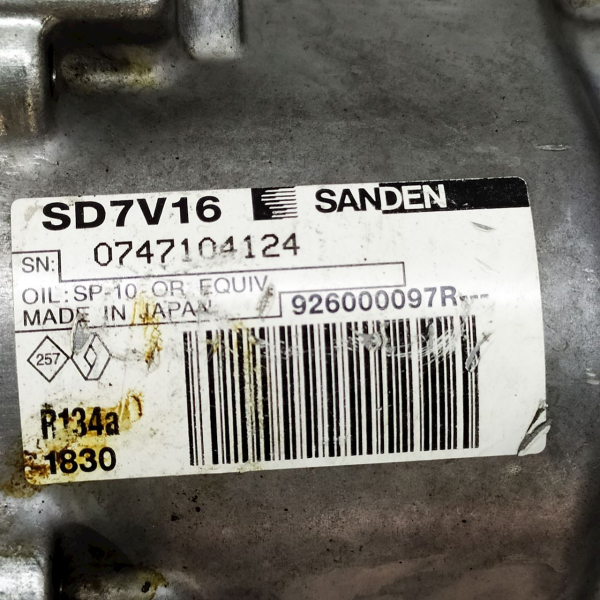 SD7V16 SANDEN
SN: 0747104124
OIL: SP-10 OR EQUIV
MADE IN JAPAN 926000097R---
257
R134a
1830